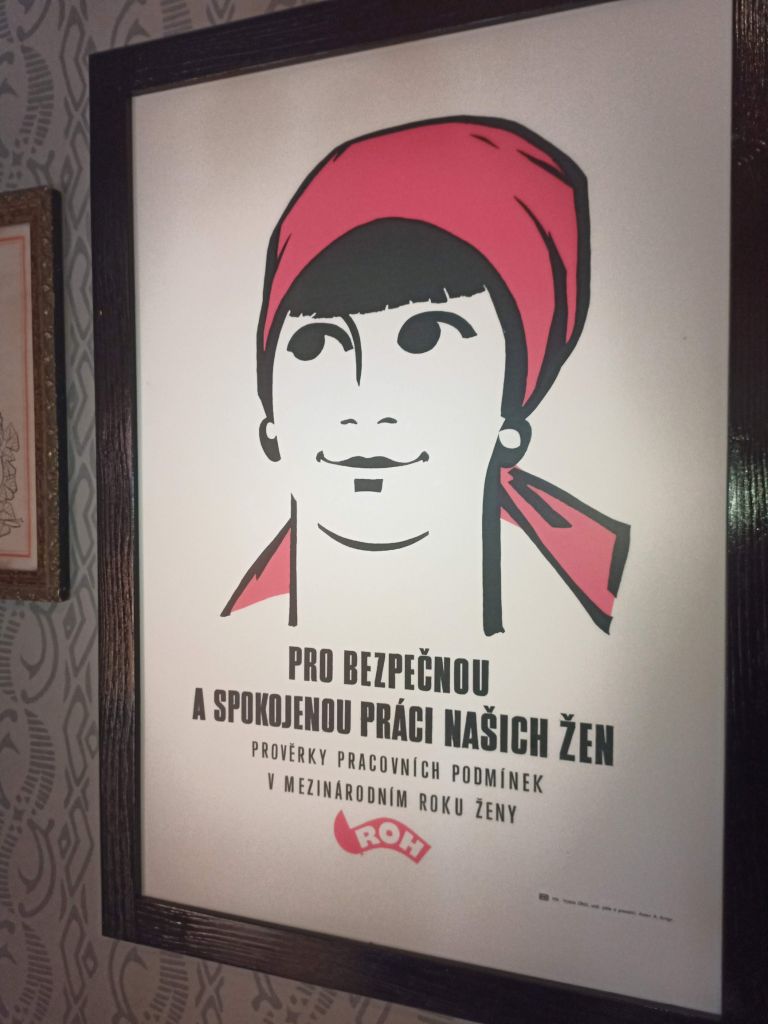 PRO BEZPEČNOU
A SPOKOJENOU PRÁCI NAŠICH ŽEN
PROVĚRKY PRACOVNÍCH PODMÍNEK
V MEZINÁRODNÍM ROKU ŽENY
ROH